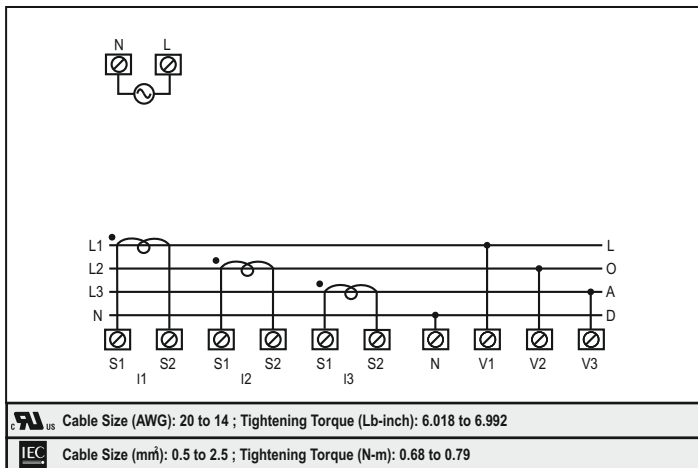 N L
L1 L
L2 O
L3 A
N D
S1 S2 S1 S2 S1 S2 N V1 V2 V3
I1 I2 I3
c RU US Cable Size (AWG): 20 to 14 ; Tightening Torque (Lb-inch): 6.018 to 6.992
IEC Cable Size (mm²): 0.5 to 2.5 ; Tightening Torque (N-m): 0.68 to 0.79